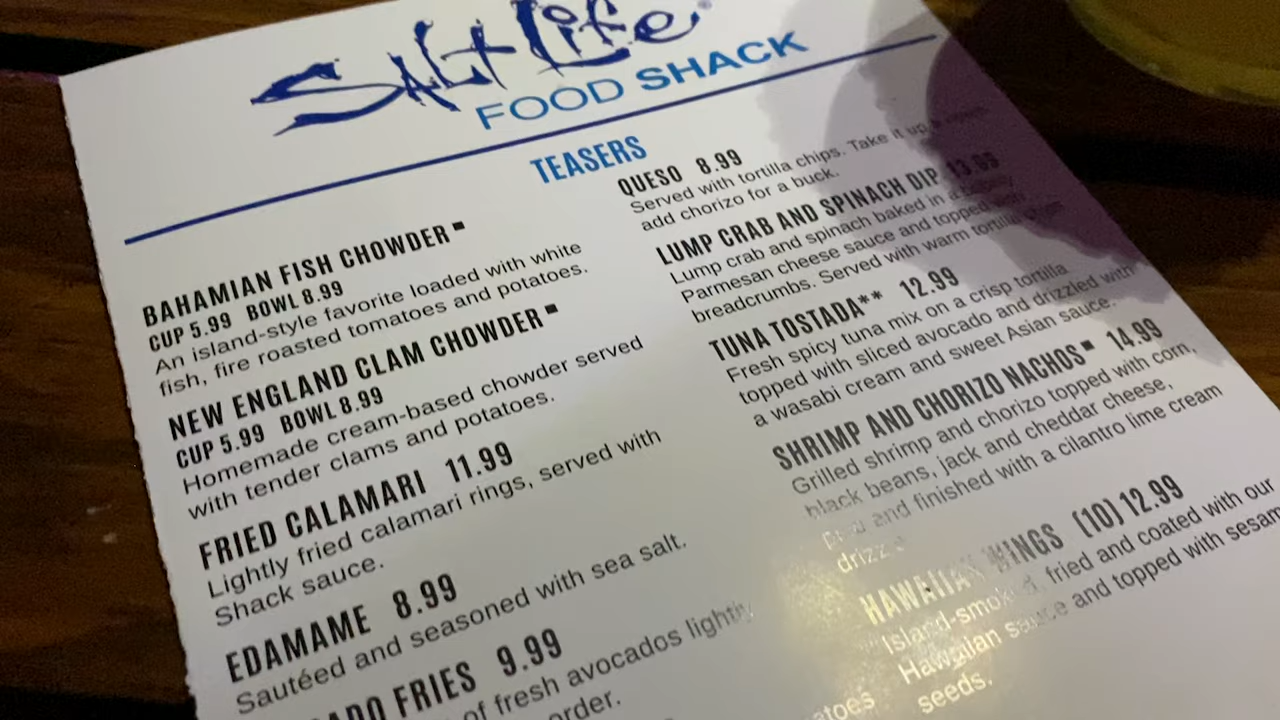 SALT LIFE
FOOD SHACK
TEASERS
BAHAMIAN FISH CHOWDER
CUP 5.99 BOWL 8.99
An island-style favorite loaded with white
fish, fire roasted tomatoes and potatoes.
NEW ENGLAND CLAM CHOWDER
CUP 5.99 BOWL 8.99
Homemade cream-based chowder served
with tender clams and potatoes.
FRIED CALAMARI 11.99
Lightly fried calamari rings, served with
Shack sauce.
EDAMAME 8.99
Sautéed and seasoned with sea salt.
FRIES 9.99
of fresh avocados lightly
order.
QUESO 8.99
Served with tortilla chips. Take it up a
add chorizo for a buck.
LUMP CRAB AND SPINACH DIP 13.99
Lump crab and spinach baked in a
Parmesan cheese sauce and topped with
breadcrumbs. Served with warm tortilla
TUNA TOSTADA** 12.99
Fresh spicy tuna mix on a crisp tortilla
topped with sliced avocado and drizzled with
a wasabi cream and sweet Asian sauce.
SHRIMP AND CHORIZO NACHOS 14.99
Grilled shrimp and chorizo topped with corn,
black beans, jack and cheddar cheese,
and finished with a cilantro lime cream
HAWAIIAN WINGS (10) 12.99
Island-smoked, fried and coated with our
Hawaiian sauce and topped with
seeds.